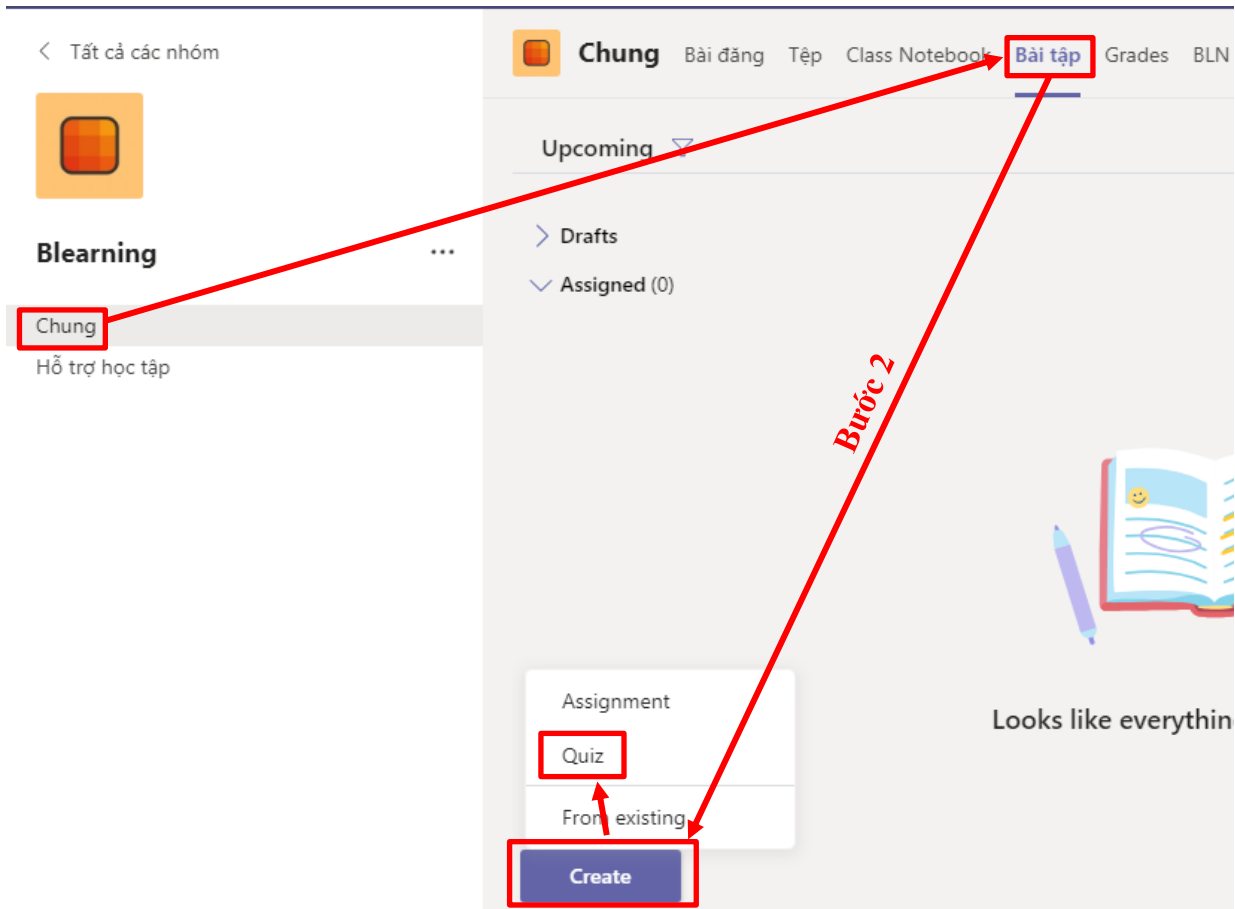 Tất cả các nhóm
Blearning
...
Chung
Hỗ trợ học tập
Chung Bài đăng Tệp Class Notebook Bài tập Grades BLN
Upcoming
Drafts
Assigned (0)
Bước 2
Looks like everything
Assignment
Quiz
From existing
Create